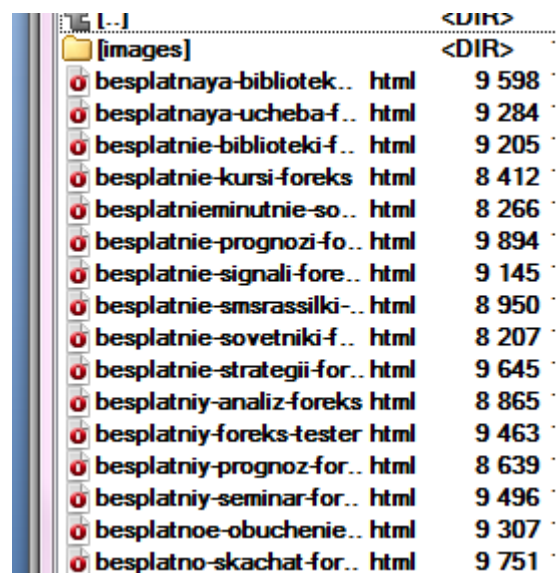 [..] <DIR>
[images] <DIR>
besplatnaya-bibliotek.. html 9 598
besplatnaya-ucheba-f.. html 9 284
besplatnie-biblioteki-f.. html 9 205
besplatnie-kursi-foreks html 8 412
besplatnieminutnie-so.. html 8 266
besplatnie-prognozi-fo.. html 9 894
besplatnie-signali-fore.. html 9 145
besplatnie-smsrassilki-.. html 8 950
besplatnie-sovetniki-f.. html 8 207
besplatnie-strategii-for.. html 9 645
besplatniy-analiz-foreks html 8 865
besplatniy-foreks-tester html 9 463
besplatniy-prognoz-for.. html 8 639
besplatniy-seminar-for.. html 9 496
besplatnoe-obuchenie.. html 9 307
besplatno-skachat-for.. html 9 751